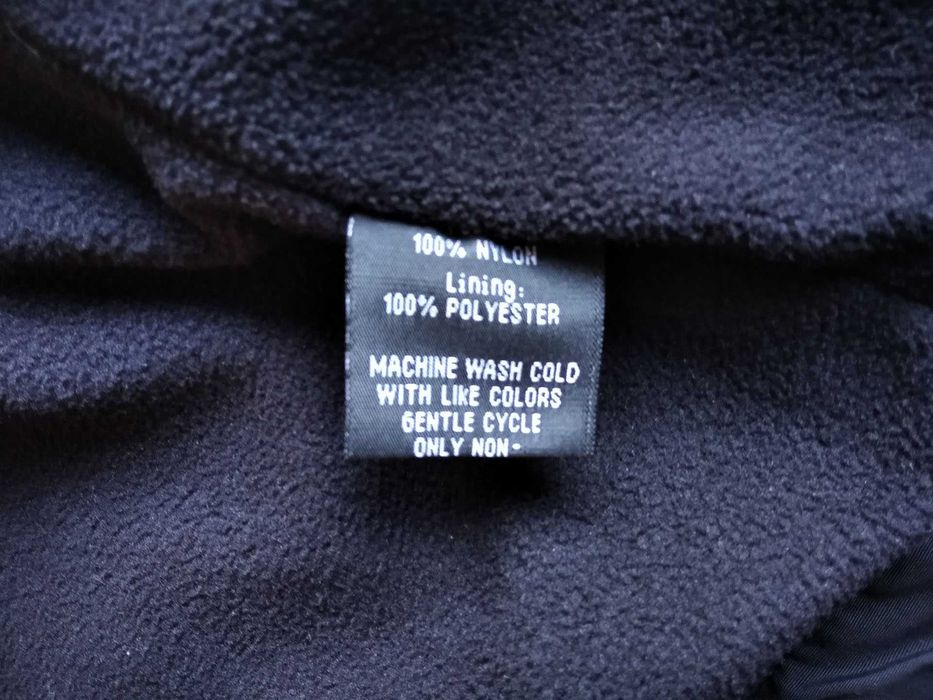 100% NYLON
Lining:
100% POLYESTER
MACHINE WASH COLD
WITH LIKE COLORS
GENTLE CYCLE
ONLY NON-